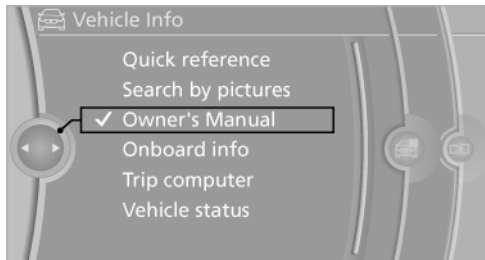 Vehicle Info
Quick reference
Search by pictures
✓ Owner's Manual
Onboard info
Trip computer
Vehicle status